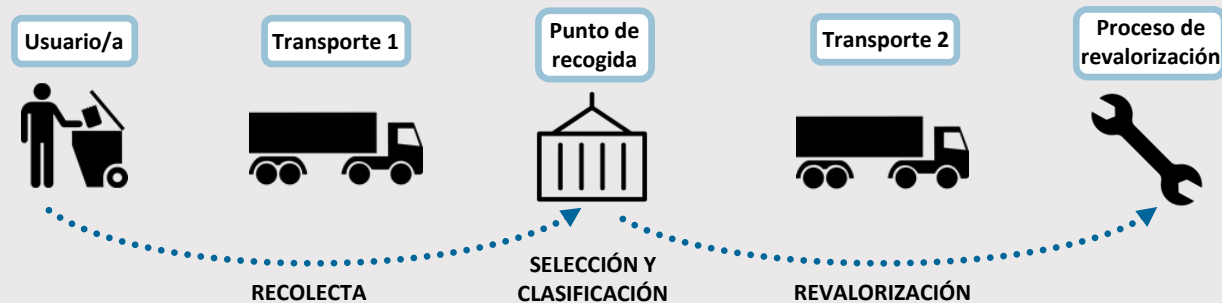 Usuario/a
Transporte 1
Punto de
recogida
Transporte 2
Proceso de
revalorización
RECOLECTA
SELECCIÓN Y
CLASIFICACIÓN
REVALORIZACIÓN